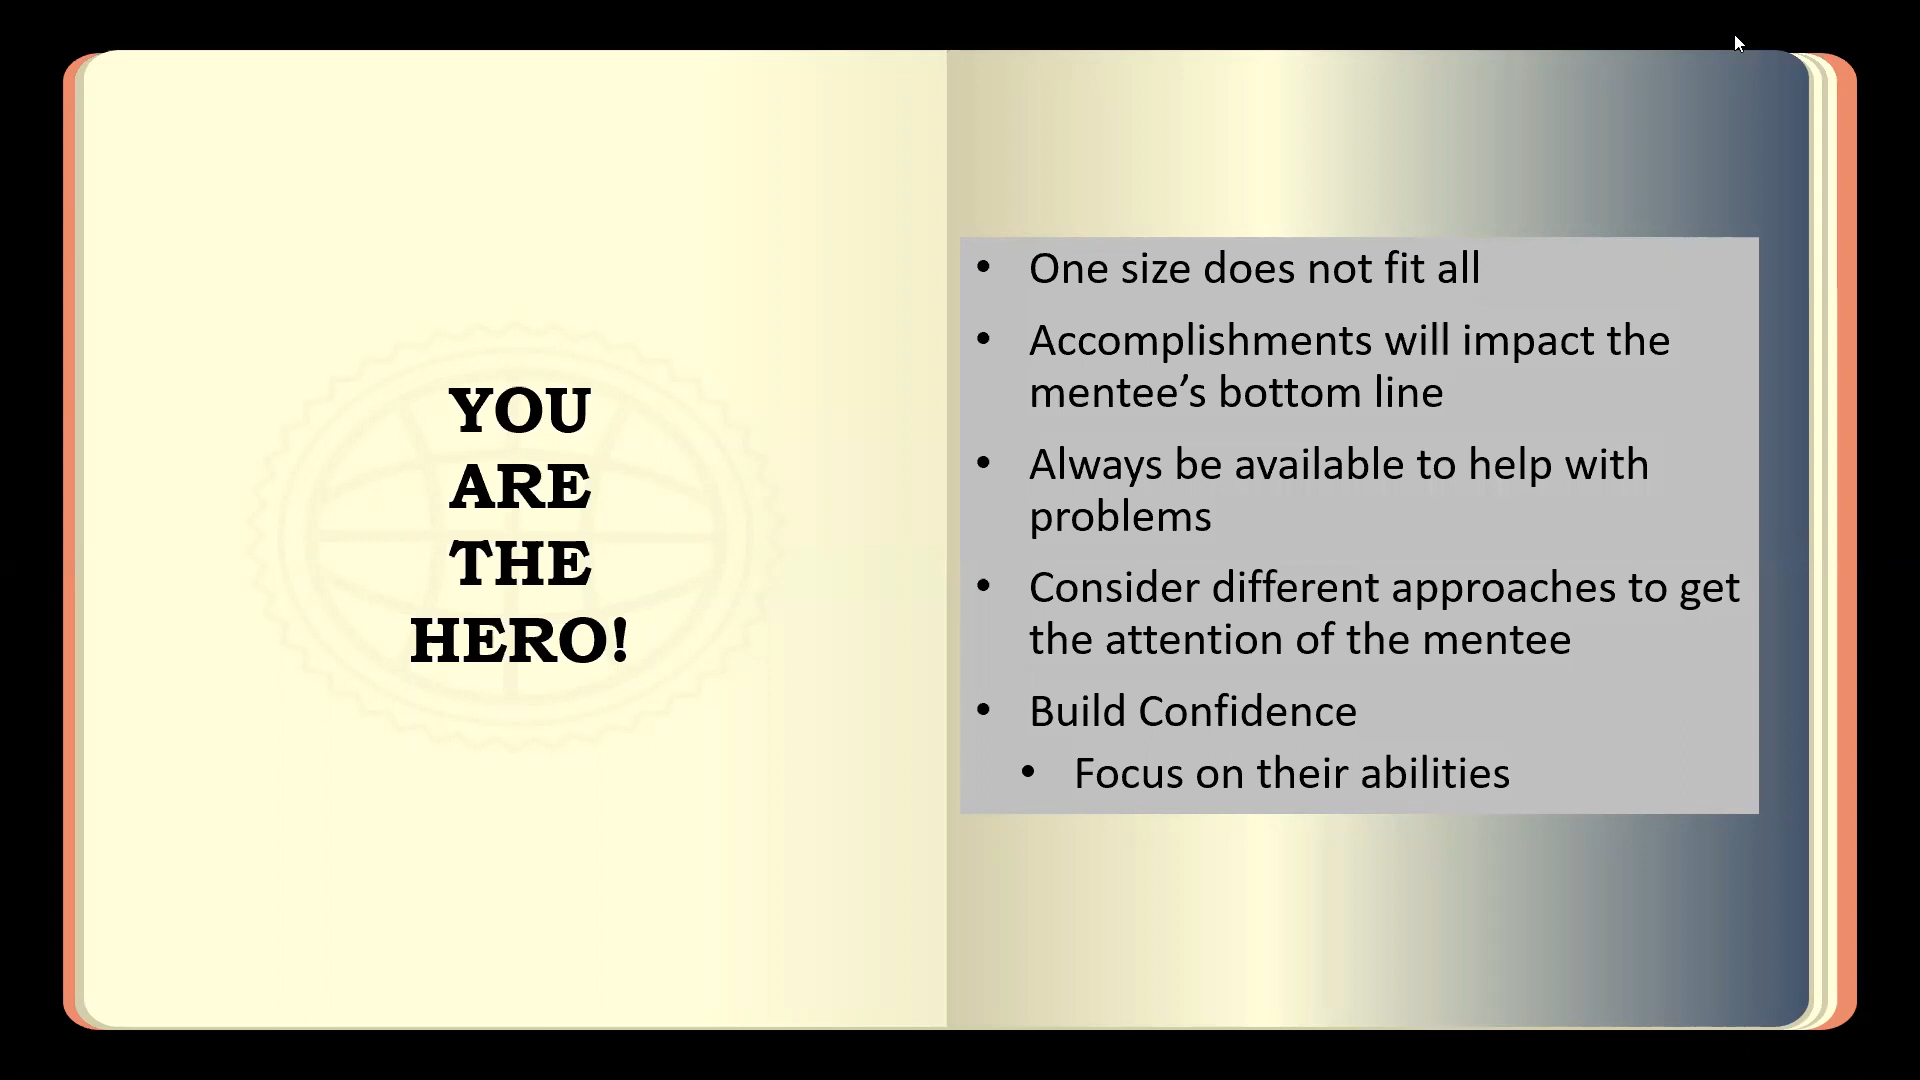 YOU
ARE
THE
HERO!
• One size does not fit all
• Accomplishments will impact the
mentee’s bottom line
• Always be available to help with
problems
• Consider different approaches to get
the attention of the mentee
• Build Confidence
• Focus on their abilities